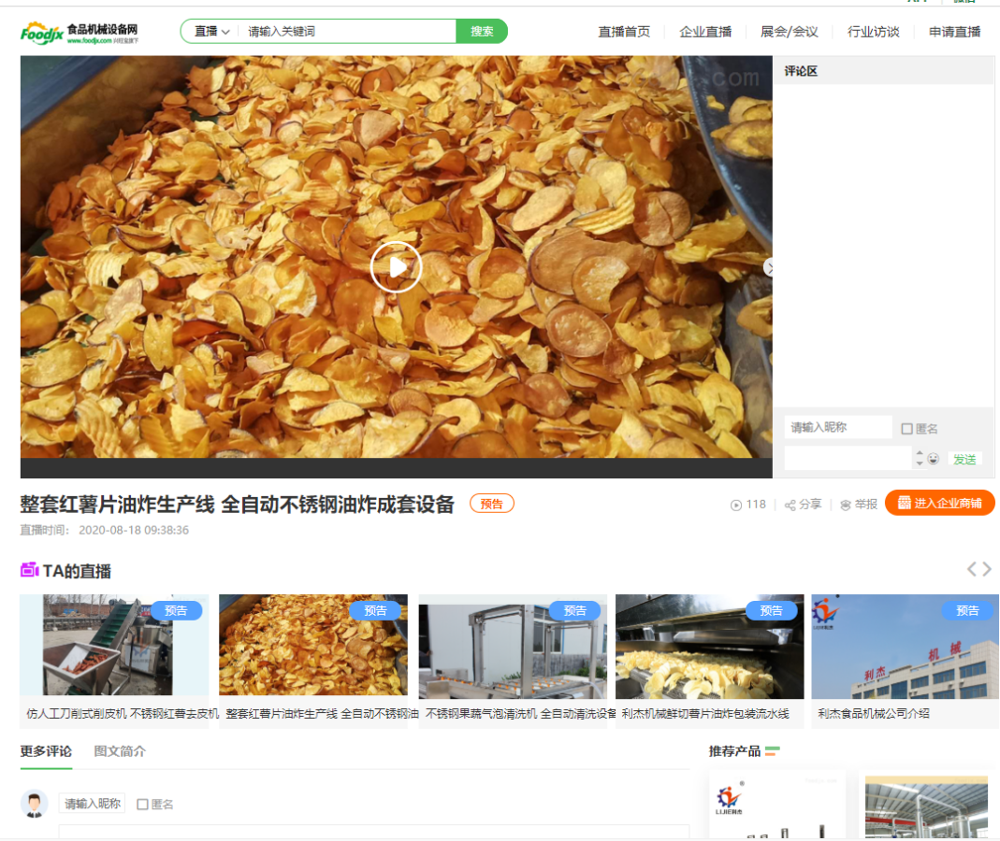 Foodjx 食品机械设备网
www.foodjx.com 兴旺宝旗下
直播 请输入关键词 搜索
直播首页 企业直播 展会/会议 行业访谈 申请直播
.com
评论区
请输入昵称 匿名
发送
整套红薯片油炸生产线 全自动不锈钢油炸成套设备 预告
118 分享 举报 进入企业商铺
直播时间: 2020-08-18 09:38:36
TA的直播
预告 预告 预告 预告 预告
利杰 机械
仿人工刀削式削皮机 不锈钢红薯去皮机 整套红薯片油炸生产线 全自动不锈钢油 不锈钢果蔬气泡清洗机 全自动清洗设备 利杰机械鲜切薯片油炸包装流水线 利杰食品机械公司介绍
更多评论 图文简介 推荐产品
请输入昵称 匿名
LIJIE利杰